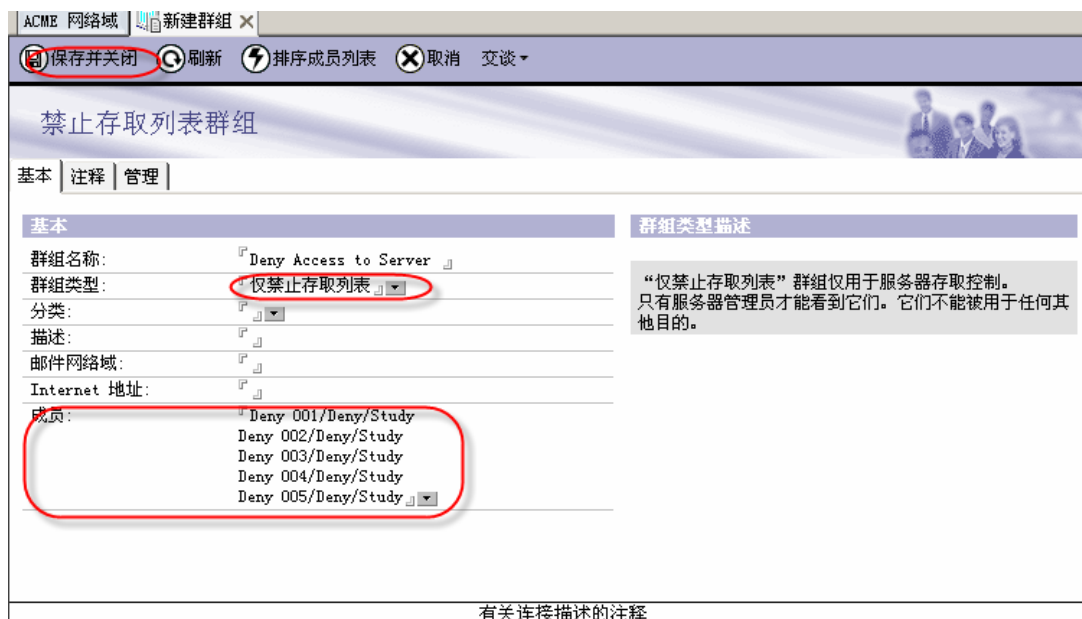 ACME 网络域 新建群组
保存并关闭 刷新 排序成员列表 取消 交谈
禁止存取列表群组
基本 注释 管理
基本
群组名称: 『Deny Access to Server 』
群组类型: 『仅禁止存取列表』
分类: 『』
描述: 『』
邮件网络域: 『』
Internet 地址: 『』
成员: 『Deny 001/Deny/Study
Deny 002/Deny/Study
Deny 003/Deny/Study
Deny 004/Deny/Study
Deny 005/Deny/Study』
群组类型描述
“仅禁止存取列表”群组仅用于服务器存取控制。
只有服务器管理员才能看到它们。它们不能被用于任何其
他目的。
有关连接描述的注释